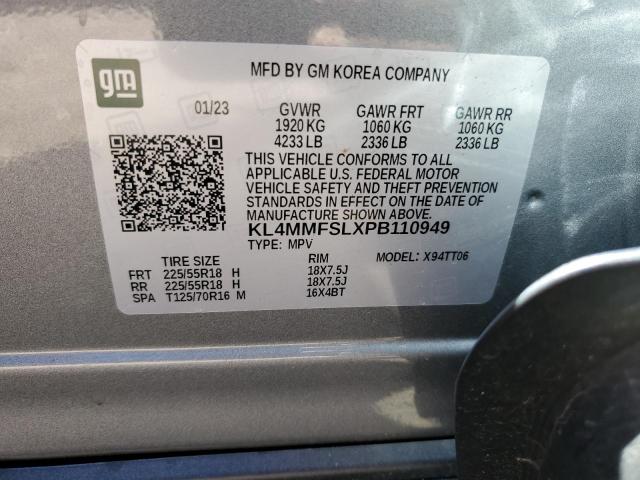 gm
MFD BY GM KOREA COMPANY
01/23 GVWR GAWR FRT GAWR RR
1920 KG 1060 KG 1060 KG
4233 LB 2336 LB 2336 LB
THIS VEHICLE CONFORMS TO ALL
APPLICABLE U.S. FEDERAL MOTOR
VEHICLE SAFETY AND THEFT PREVENTION
STANDARDS IN EFFECT ON THE DATE OF
MANUFACTURE SHOWN ABOVE.
KL4MMFSLXPB110949
TYPE: MPV MODEL: X94TT06
TIRE SIZE RIM
FRT 225/55R18 H 18X7.5J
RR 225/55R18 H 18X7.5J
SPA T125/70R16 M 16X4BT